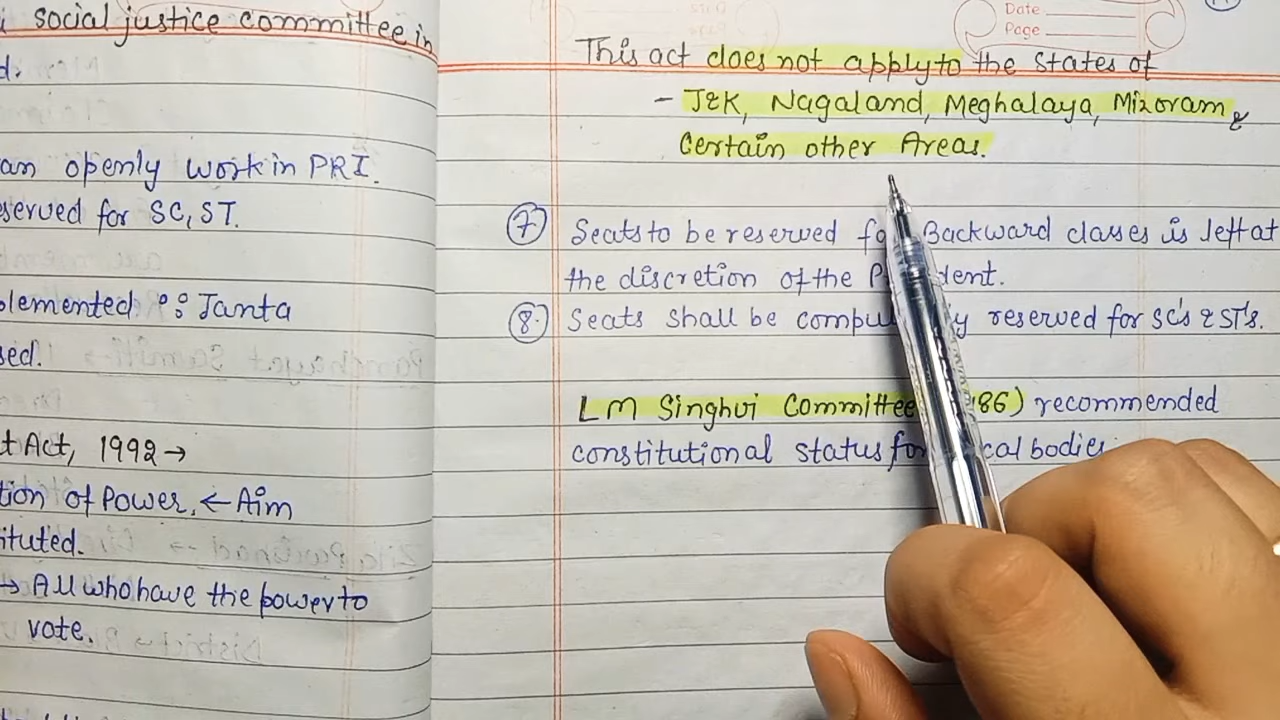 social justice committee in
d.
an openly work in PRI.
served for SC, ST.
plemented : : Janta
sed.
t Act, 1992 →
tion of Power. ← Aim
ituted.
→ All who have the power to
vote.
Date
Page
This act does not apply to the States of
- J&K, Nagaland, Meghalaya, Mizoram &
Certain other Areas.
7 Seats to be reserved Backward classes is left at
the discretion of the
8. Seats shall be reserved for SC's & ST's.
LM Singhvi Committee 86) recommended
constitutional status for cal bodies.